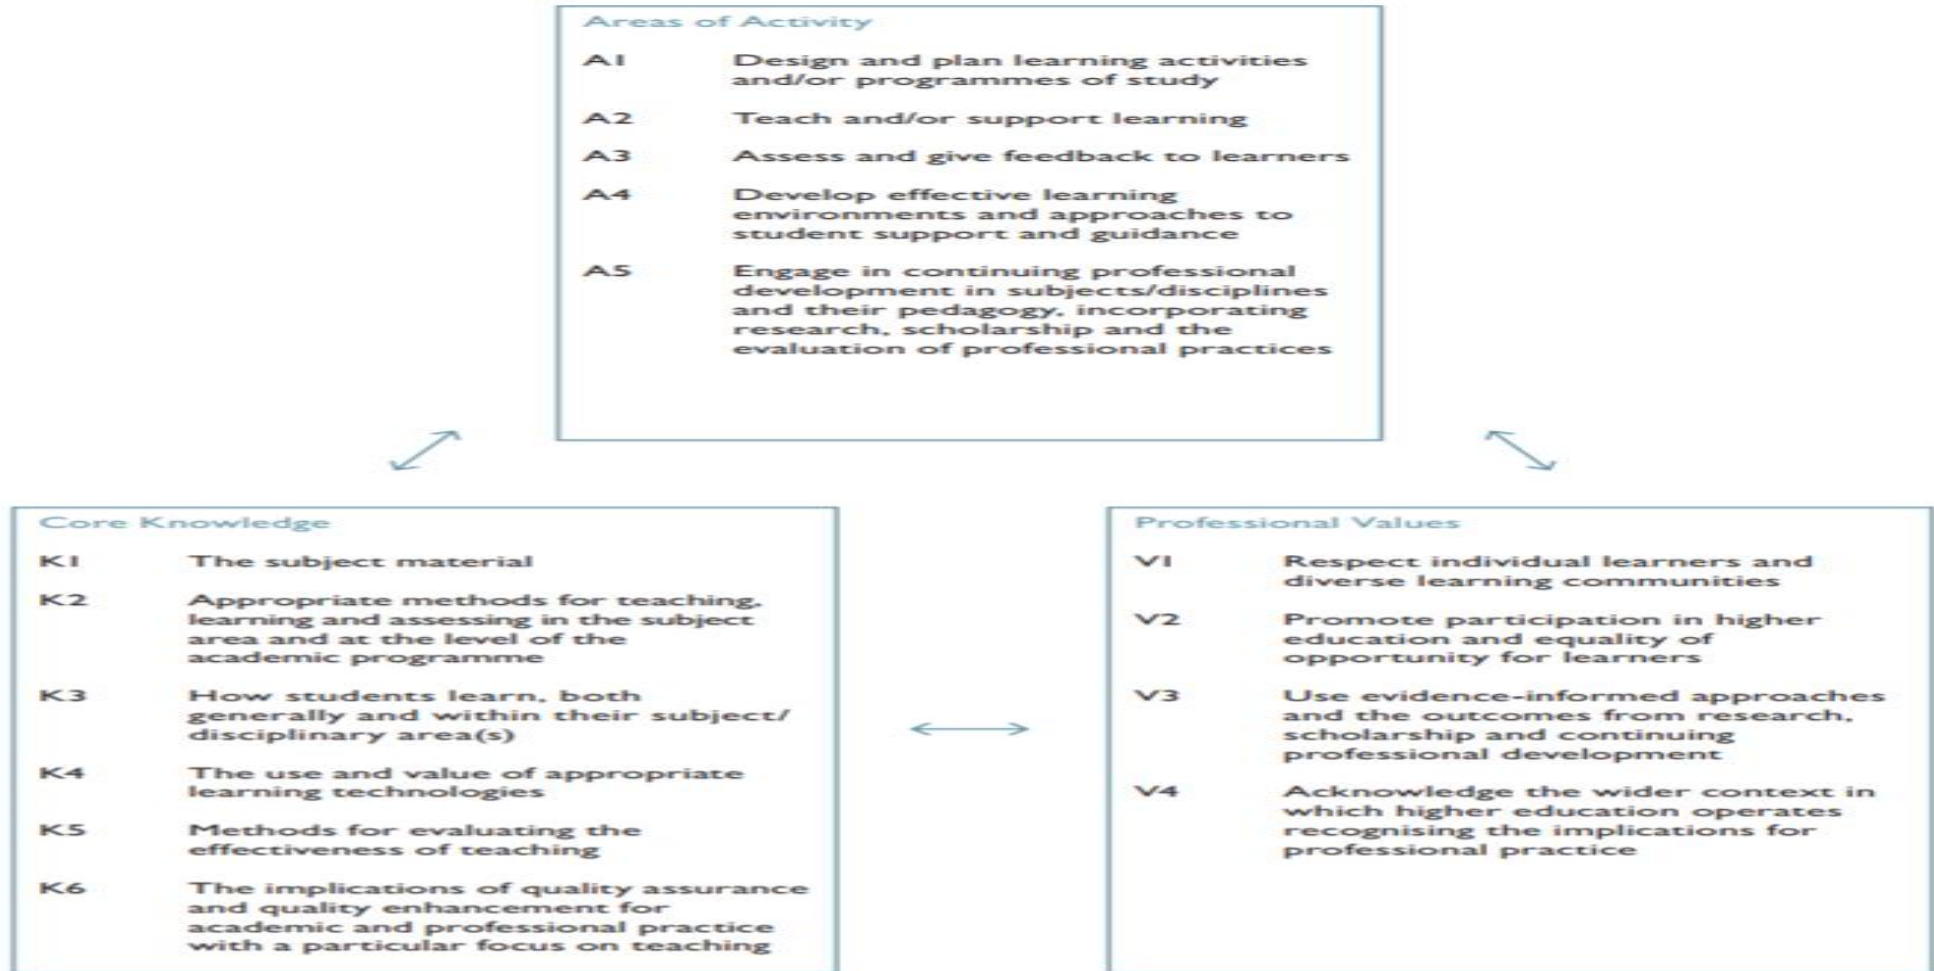 Areas of Activity
A1 Design and plan learning activities
and/or programmes of study
A2 Teach and/or support learning
A3 Assess and give feedback to learners
A4 Develop effective learning
environments and approaches to
student support and guidance
A5 Engage in continuing professional
development in subjects/disciplines
and their pedagogy, incorporating
research, scholarship and the
evaluation of professional practices
Core Knowledge
K1 The subject material
K2 Appropriate methods for teaching,
learning and assessing in the subject
area and at the level of the
academic programme
K3 How students learn, both
generally and within their subject/
disciplinary area(s)
K4 The use and value of appropriate
learning technologies
K5 Methods for evaluating the
effectiveness of teaching
K6 The implications of quality assurance
and quality enhancement for
academic and professional practice
with a particular focus on teaching
Professional Values
V1 Respect individual learners and
diverse learning communities
V2 Promote participation in higher
education and equality of
opportunity for learners
V3 Use evidence-informed approaches
and the outcomes from research,
scholarship and continuing
professional development
V4 Acknowledge the wider context in
which higher education operates
recognising the implications for
professional practice